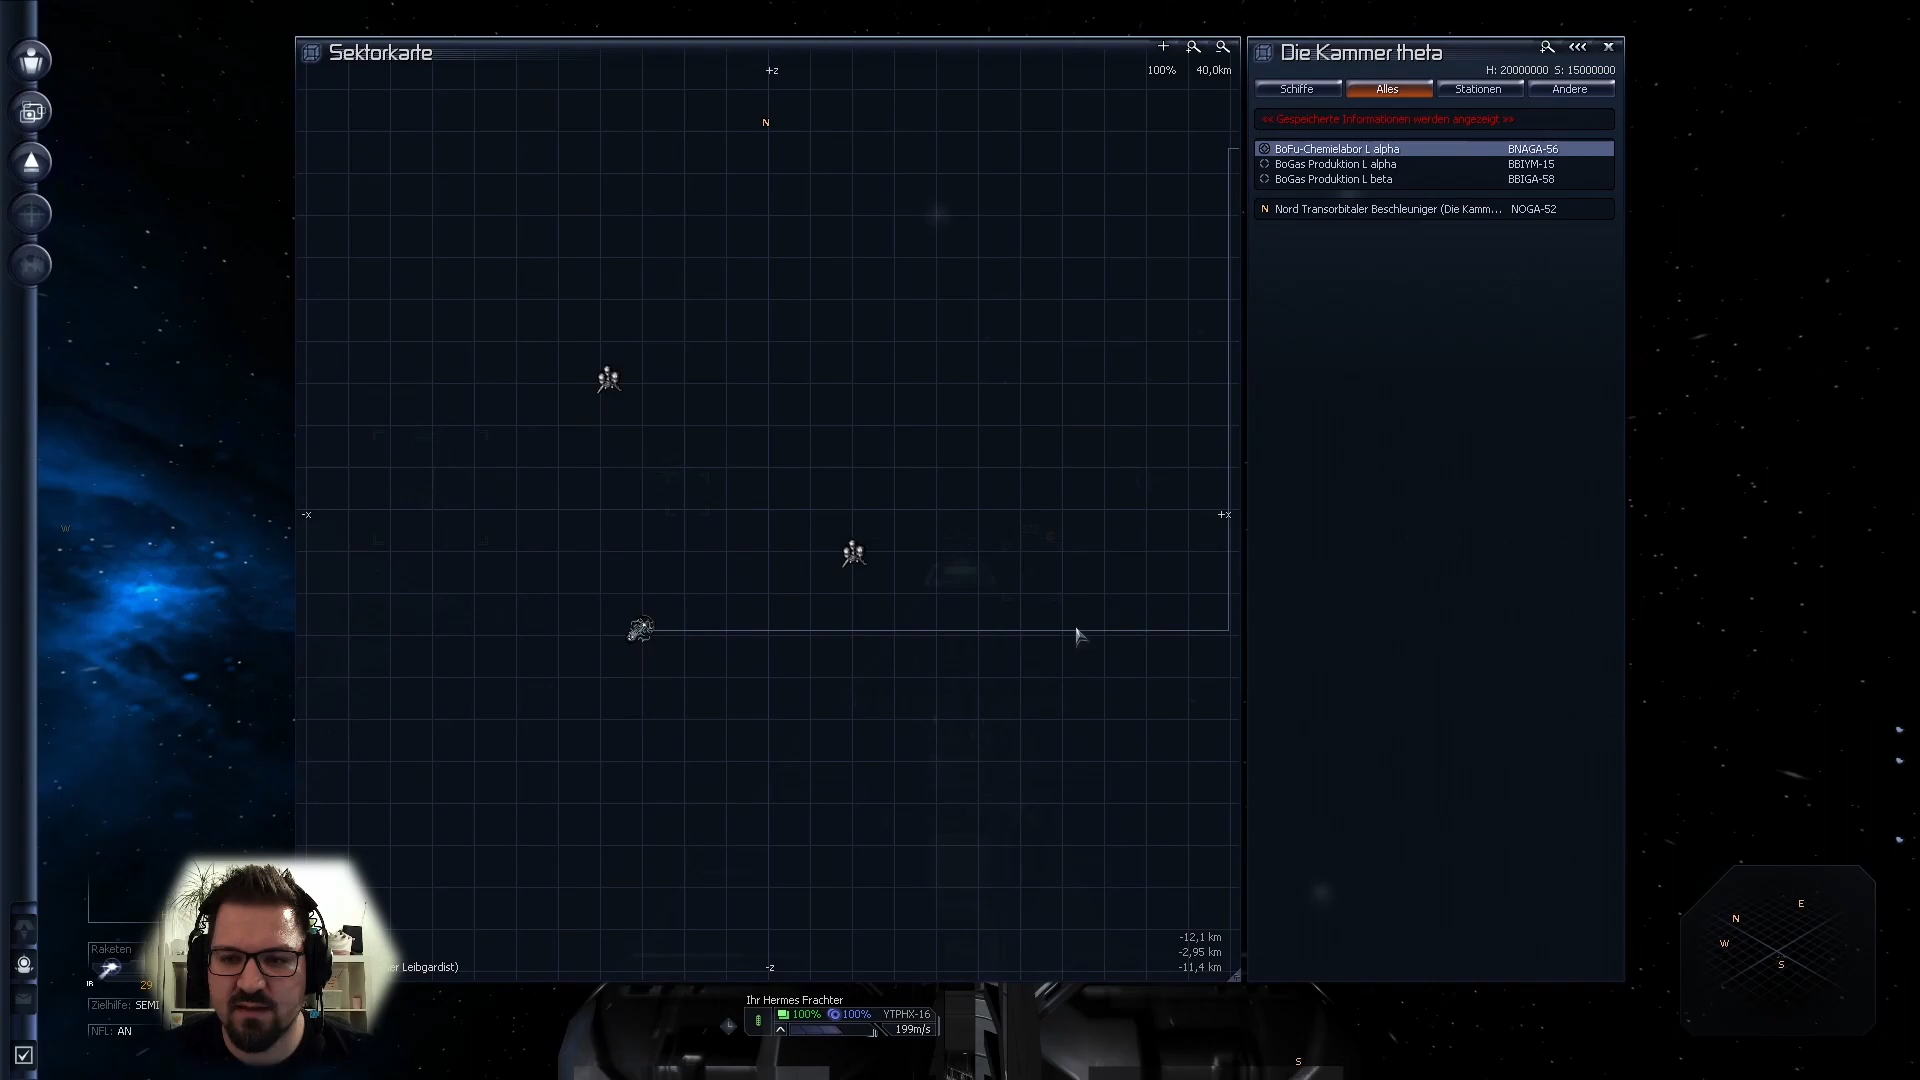 Sektorkarte
+z
100%
40,0km
N
-x
+x
W
-z
er Leibgardist)
-12,1 km
-2,95 km
-11,4 km
Die Kammer theta
H: 20000000 S: 15000000
Schiffe
Alles
Stationen
Andere
<< Gespeicherte Informationen werden angezeigt >>
BoFu-Chemielabor L alpha BNAGA-56
BoGas Produktion L alpha BBIYM-15
BoGas Produktion L beta BBIGA-58
N Nord Transorbitaler Beschleuniger (Die Kamm... NOGA-52
Raketen
IR
29
Zielhilfe: SEMI
NFL: AN
Ihr Hermes Frachter
L
100%
100%
YTPHX-16
199m/s
S
N
E
W
S